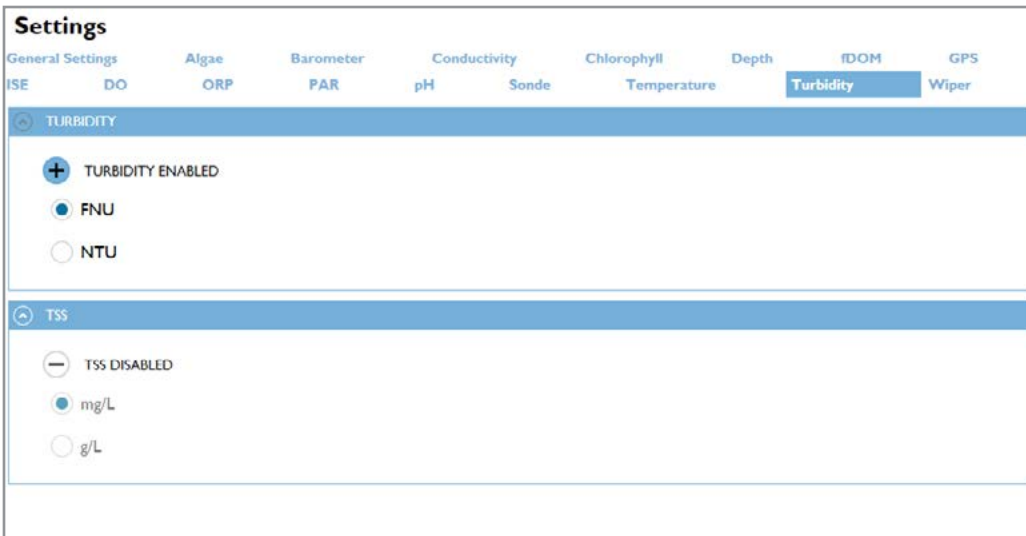 Settings
General Settings Algae Barometer Conductivity Chlorophyll Depth fDOM GPS
ISE DO ORP PAR pH Sonde Temperature Turbidity Wiper
TURBIDITY
TURBIDITY ENABLED
FNU
NTU
TSS
TSS DISABLED
mg/L
g/L